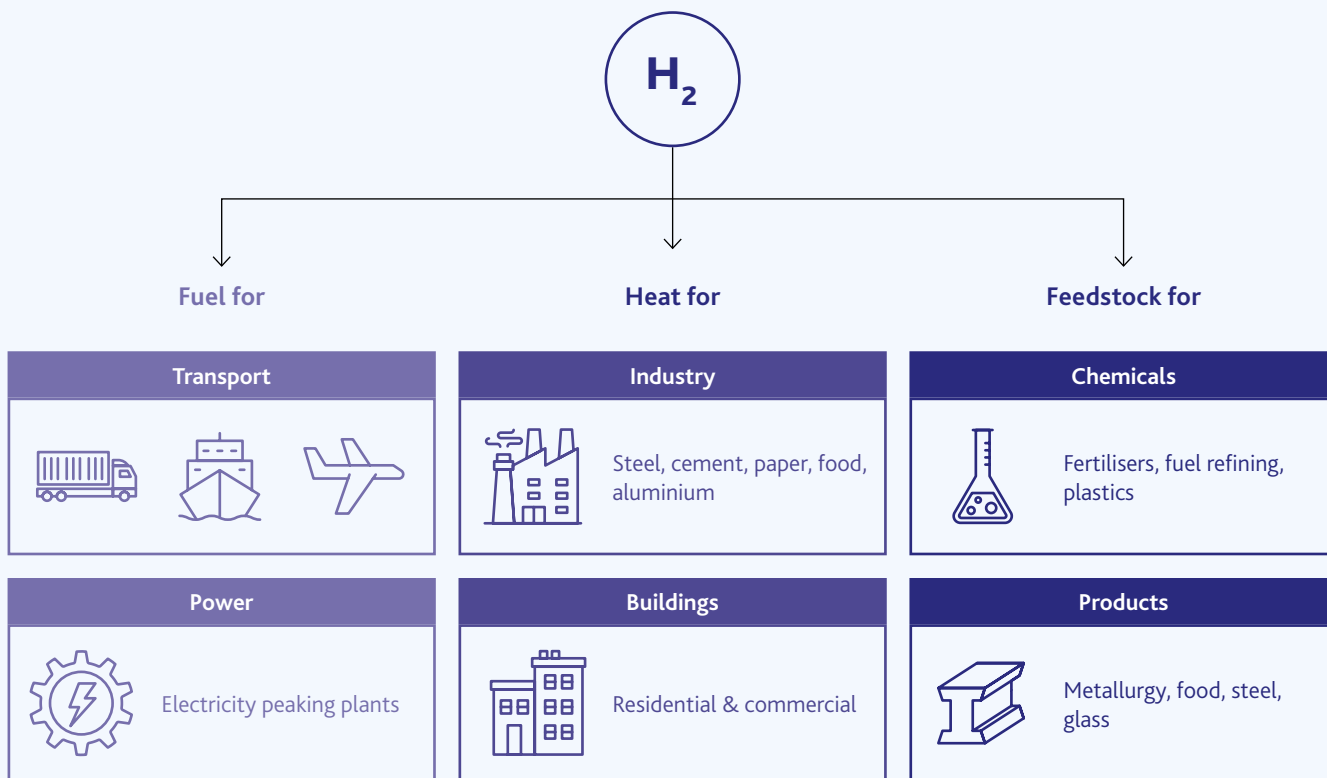 H2
Fuel for
Heat for
Feedstock for
Transport
Industry
Steel, cement, paper, food,
aluminium
Chemicals
Fertilisers, fuel refining,
plastics
Power
Electricity peaking plants
Buildings
Residential & commercial
Products
Metallurgy, food, steel,
glass